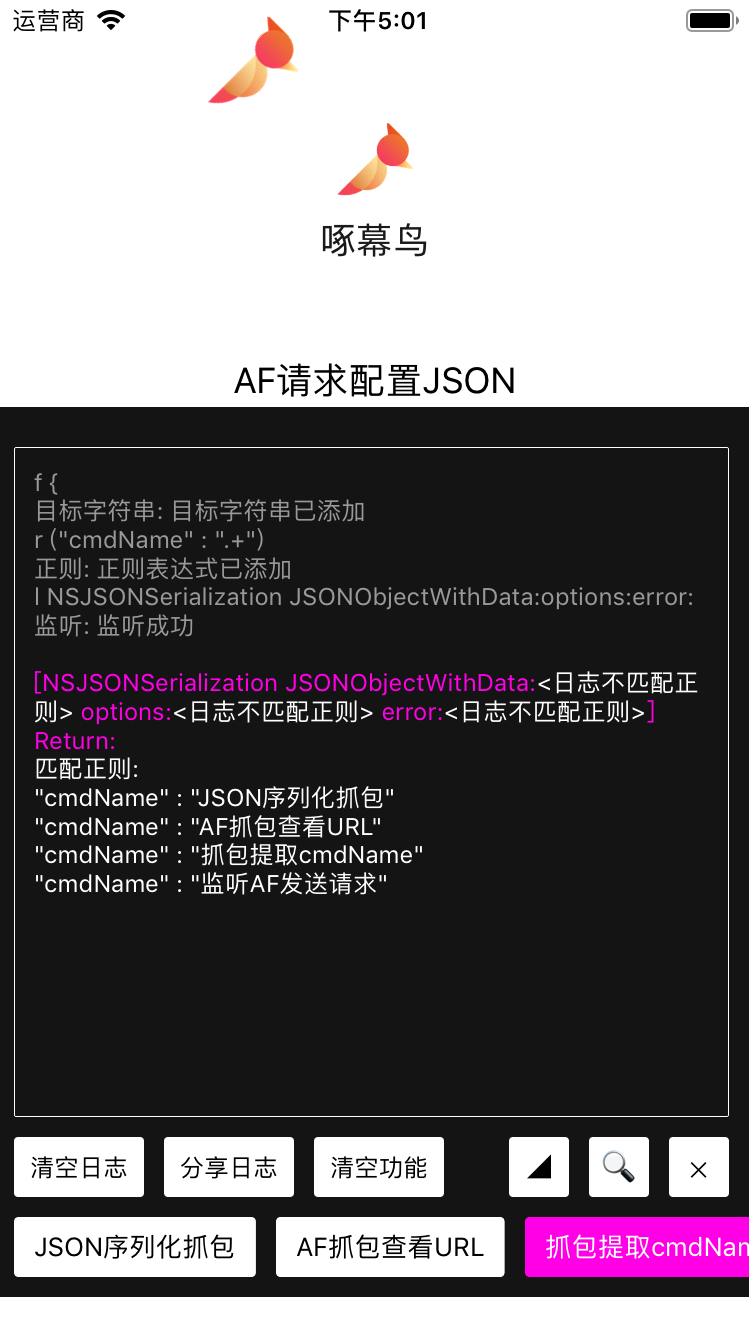 运营商
下午5:01
啄幕鸟
AF请求配置JSON
f {
目标字符串: 目标字符串已添加
r ("cmdName" : ".+")
正则: 正则表达式已添加
l NSJSONSerialization JSONObjectWithData:options:error:
监听: 监听成功
[NSJSONSerialization JSONObjectWithData:<日志不匹配正
则> options:<日志不匹配正则> error:<日志不匹配正则>]
Return:
匹配正则:
"cmdName" : "JSON序列化抓包"
"cmdName" : "AF抓包查看URL"
"cmdName" : "抓包提取cmdName"
"cmdName" : "监听AF发送请求"
清空日志 分享日志 清空功能
JSON序列化抓包 AF抓包查看URL 抓包提取cmdNam